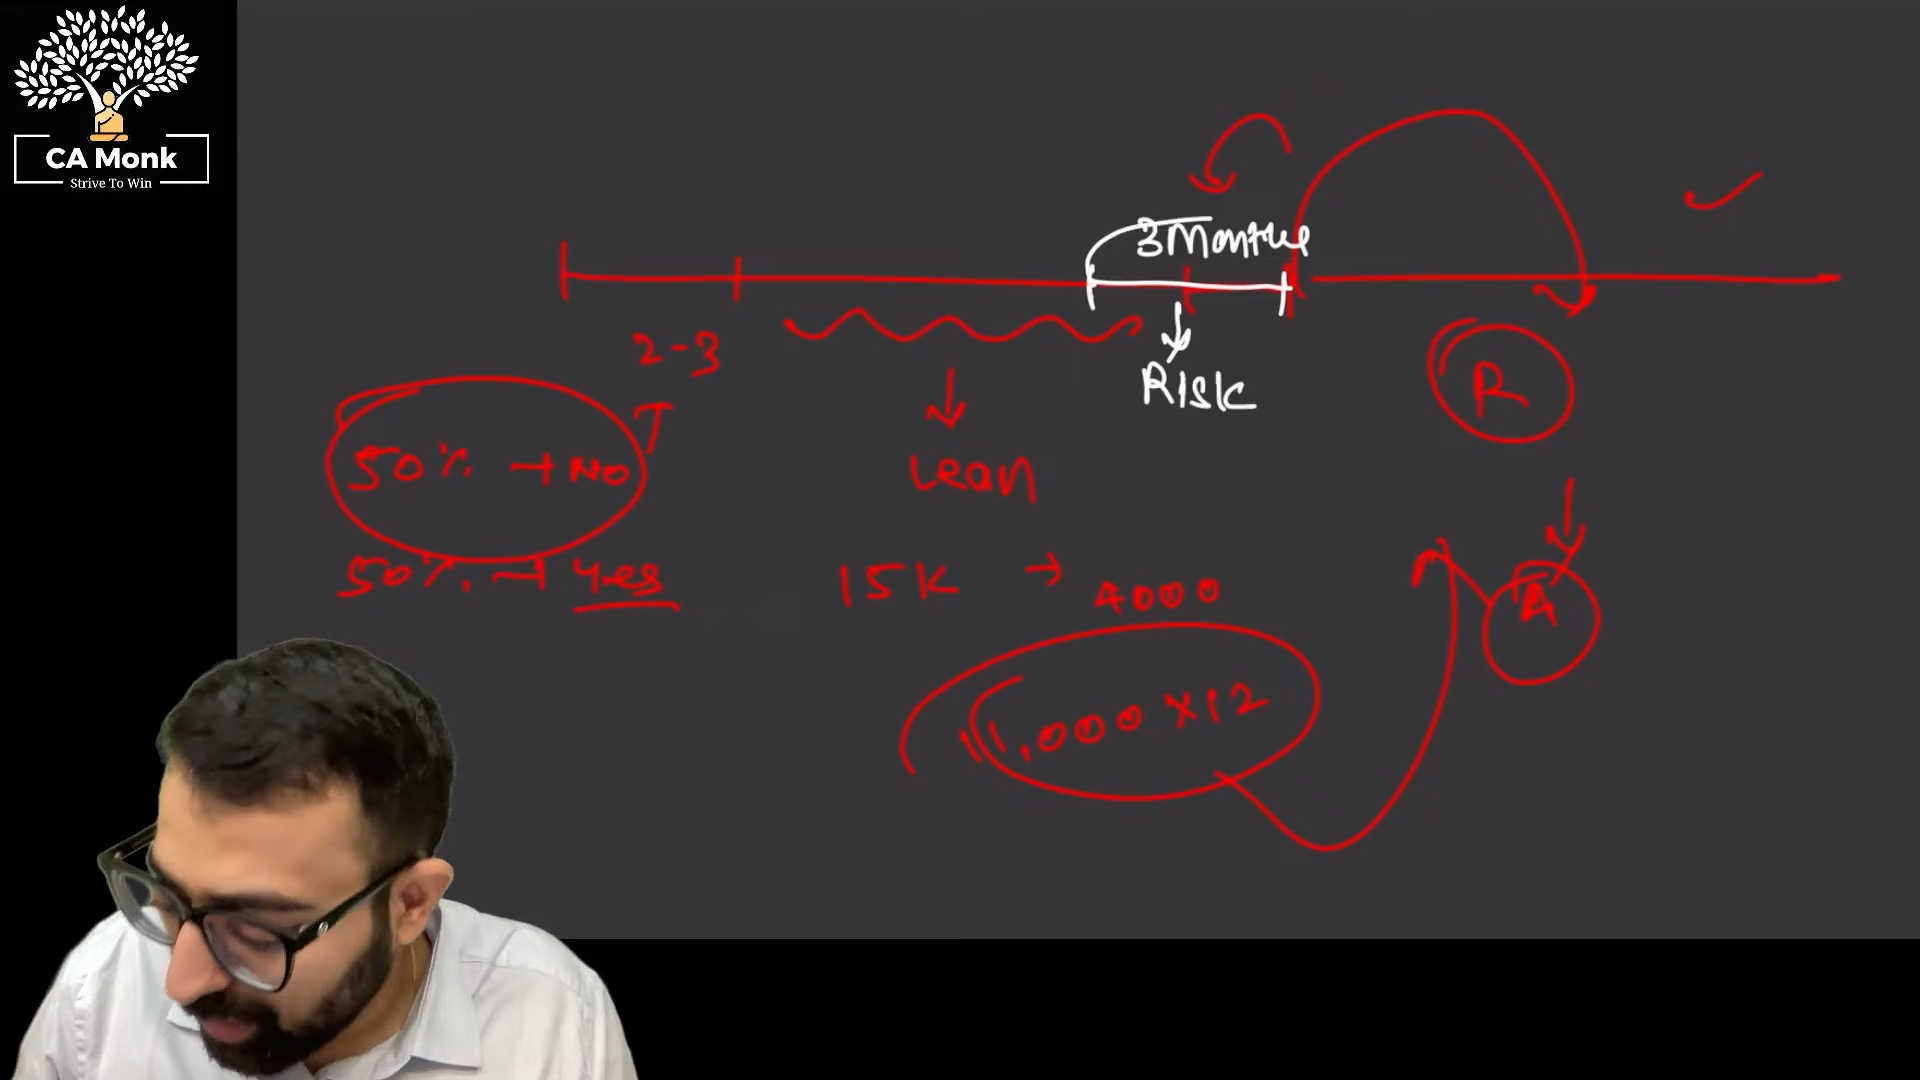 CA Monk
Strive To Win
3 Months
2-3
Risk
R
50% → No
Lean
50% → Yes
15K → 4000
A
11,000 × 12